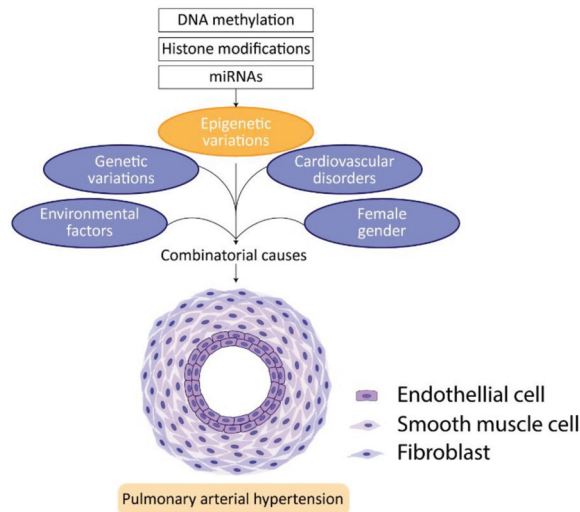 DNA methylation
Histone modifications
miRNAs
Epigenetic
variations
Genetic
variations
Cardiovascular
disorders
Environmental
factors
Female
gender
Combinatorial causes
Endothellial cell
Smooth muscle cell
Fibroblast
Pulmonary arterial hypertension